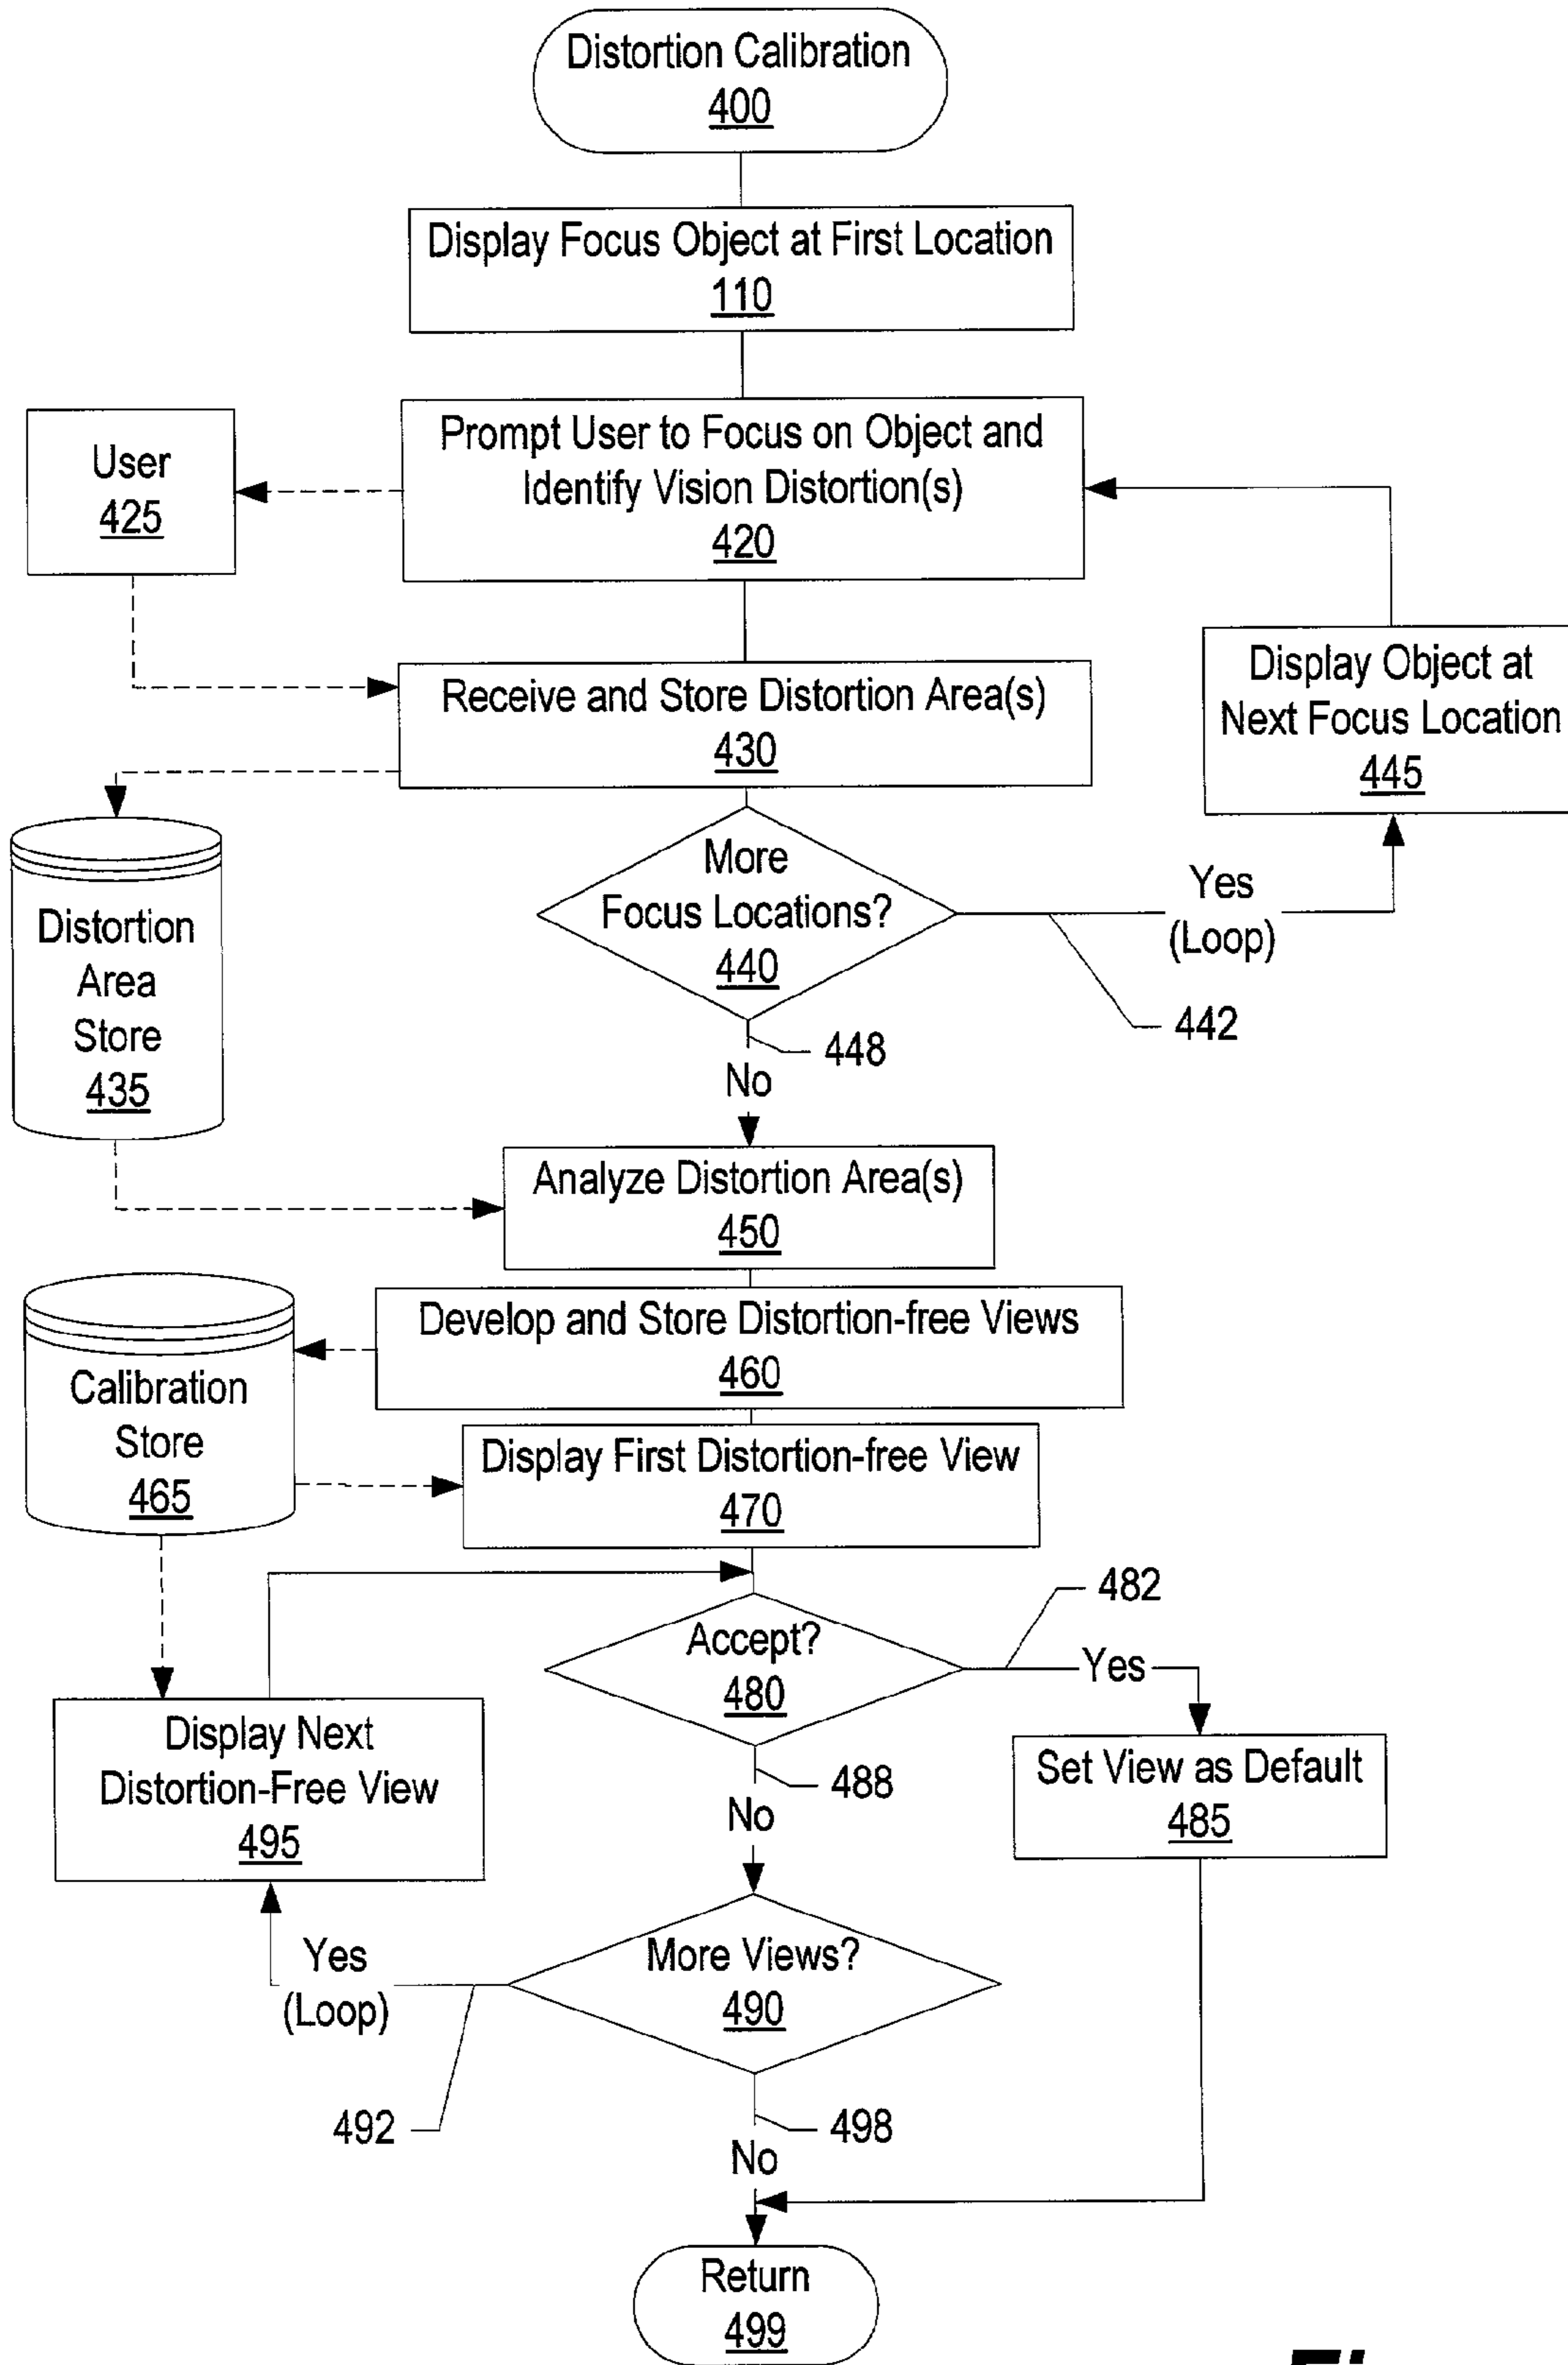 Distortion Calibration
400
Display Focus Object at First Location
110
Prompt User to Focus on Object and
Identify Vision Distortion(s)
420
User
425
Receive and Store Distortion Area(s)
430
Display Object at
Next Focus Location
445
More
Focus Locations?
440
Yes
(Loop)
442
448
No
Distortion
Area
Store
435
Analyze Distortion Area(s)
450
Develop and Store Distortion-free Views
460
Calibration
Store
465
Display First Distortion-free View
470
Accept?
480
482
Yes
Set View as Default
485
488
No
Display Next
Distortion-Free View
495
More Views?
490
Yes
(Loop)
492
498
No
Return
499